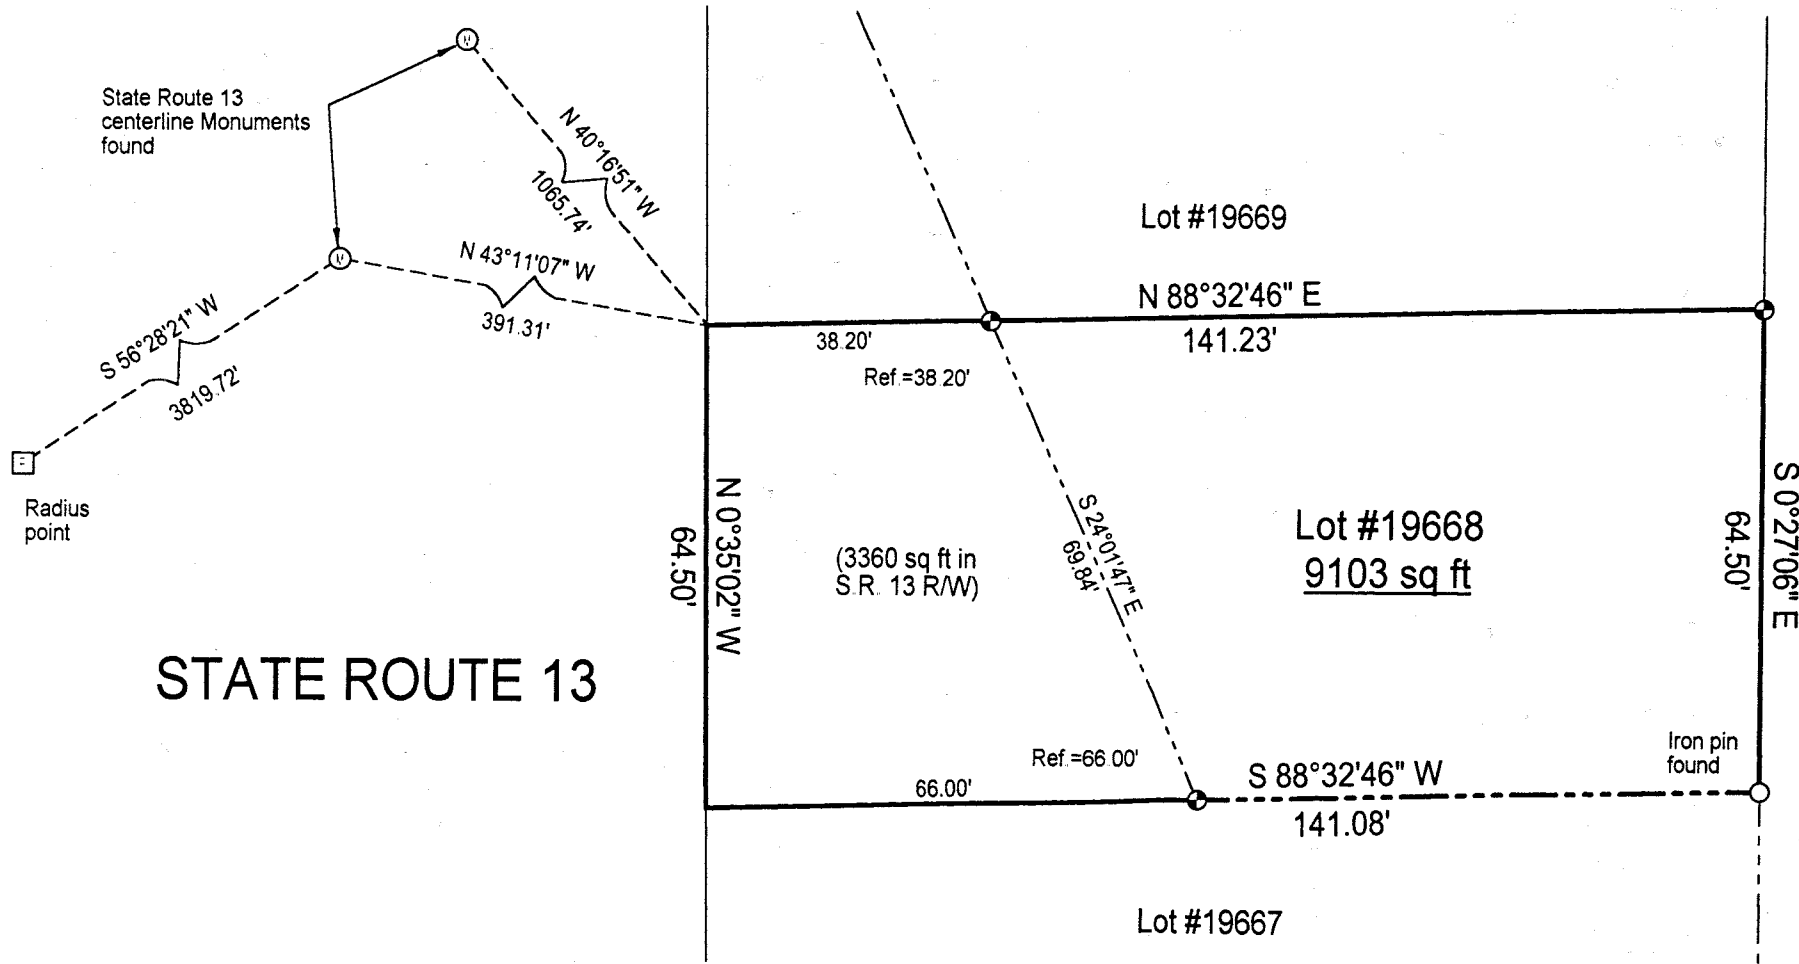 State Route 13
centerline Monuments
found
N 40°16'51" W
1065.74'
N 43°11'07" W
391.31'
S 56°28'21" W
3819.72'
Radius
point
Lot #19669
N 88°32'46" E
141.23'
38.20'
Ref.=38.20'
N 0°35'02" W
64.50'
(3360 sq ft in
S.R. 13 R/W)
S 24°01'47" E
69.84'
Lot #19668
9103 sq ft
S 0°27'06" E
64.50'
STATE ROUTE 13
Iron pin
found
Ref.=66.00'
66.00'
S 88°32'46" W
141.08'
Lot #19667